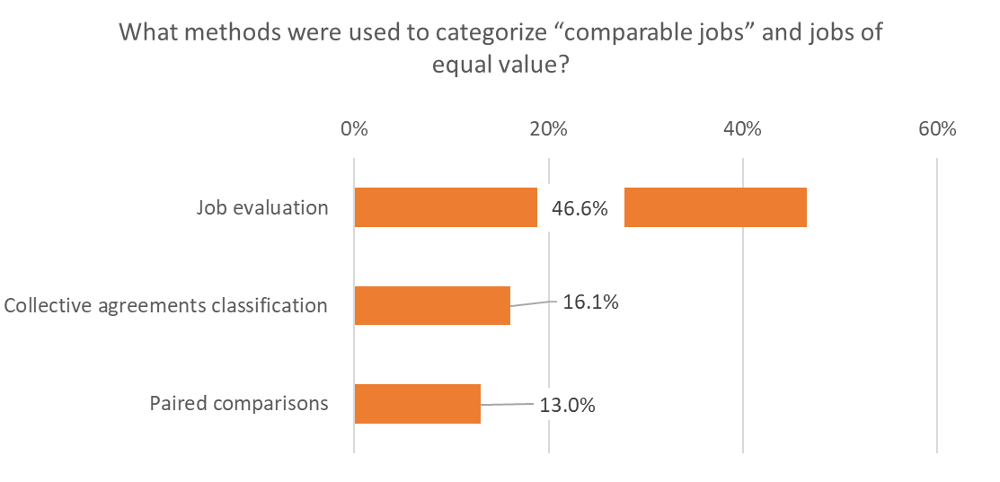 What methods were used to categorize “comparable jobs” and jobs of
equal value?
0% 20% 40% 60%
Job evaluation 46.6%
Collective agreements classification 16.1%
Paired comparisons 13.0%